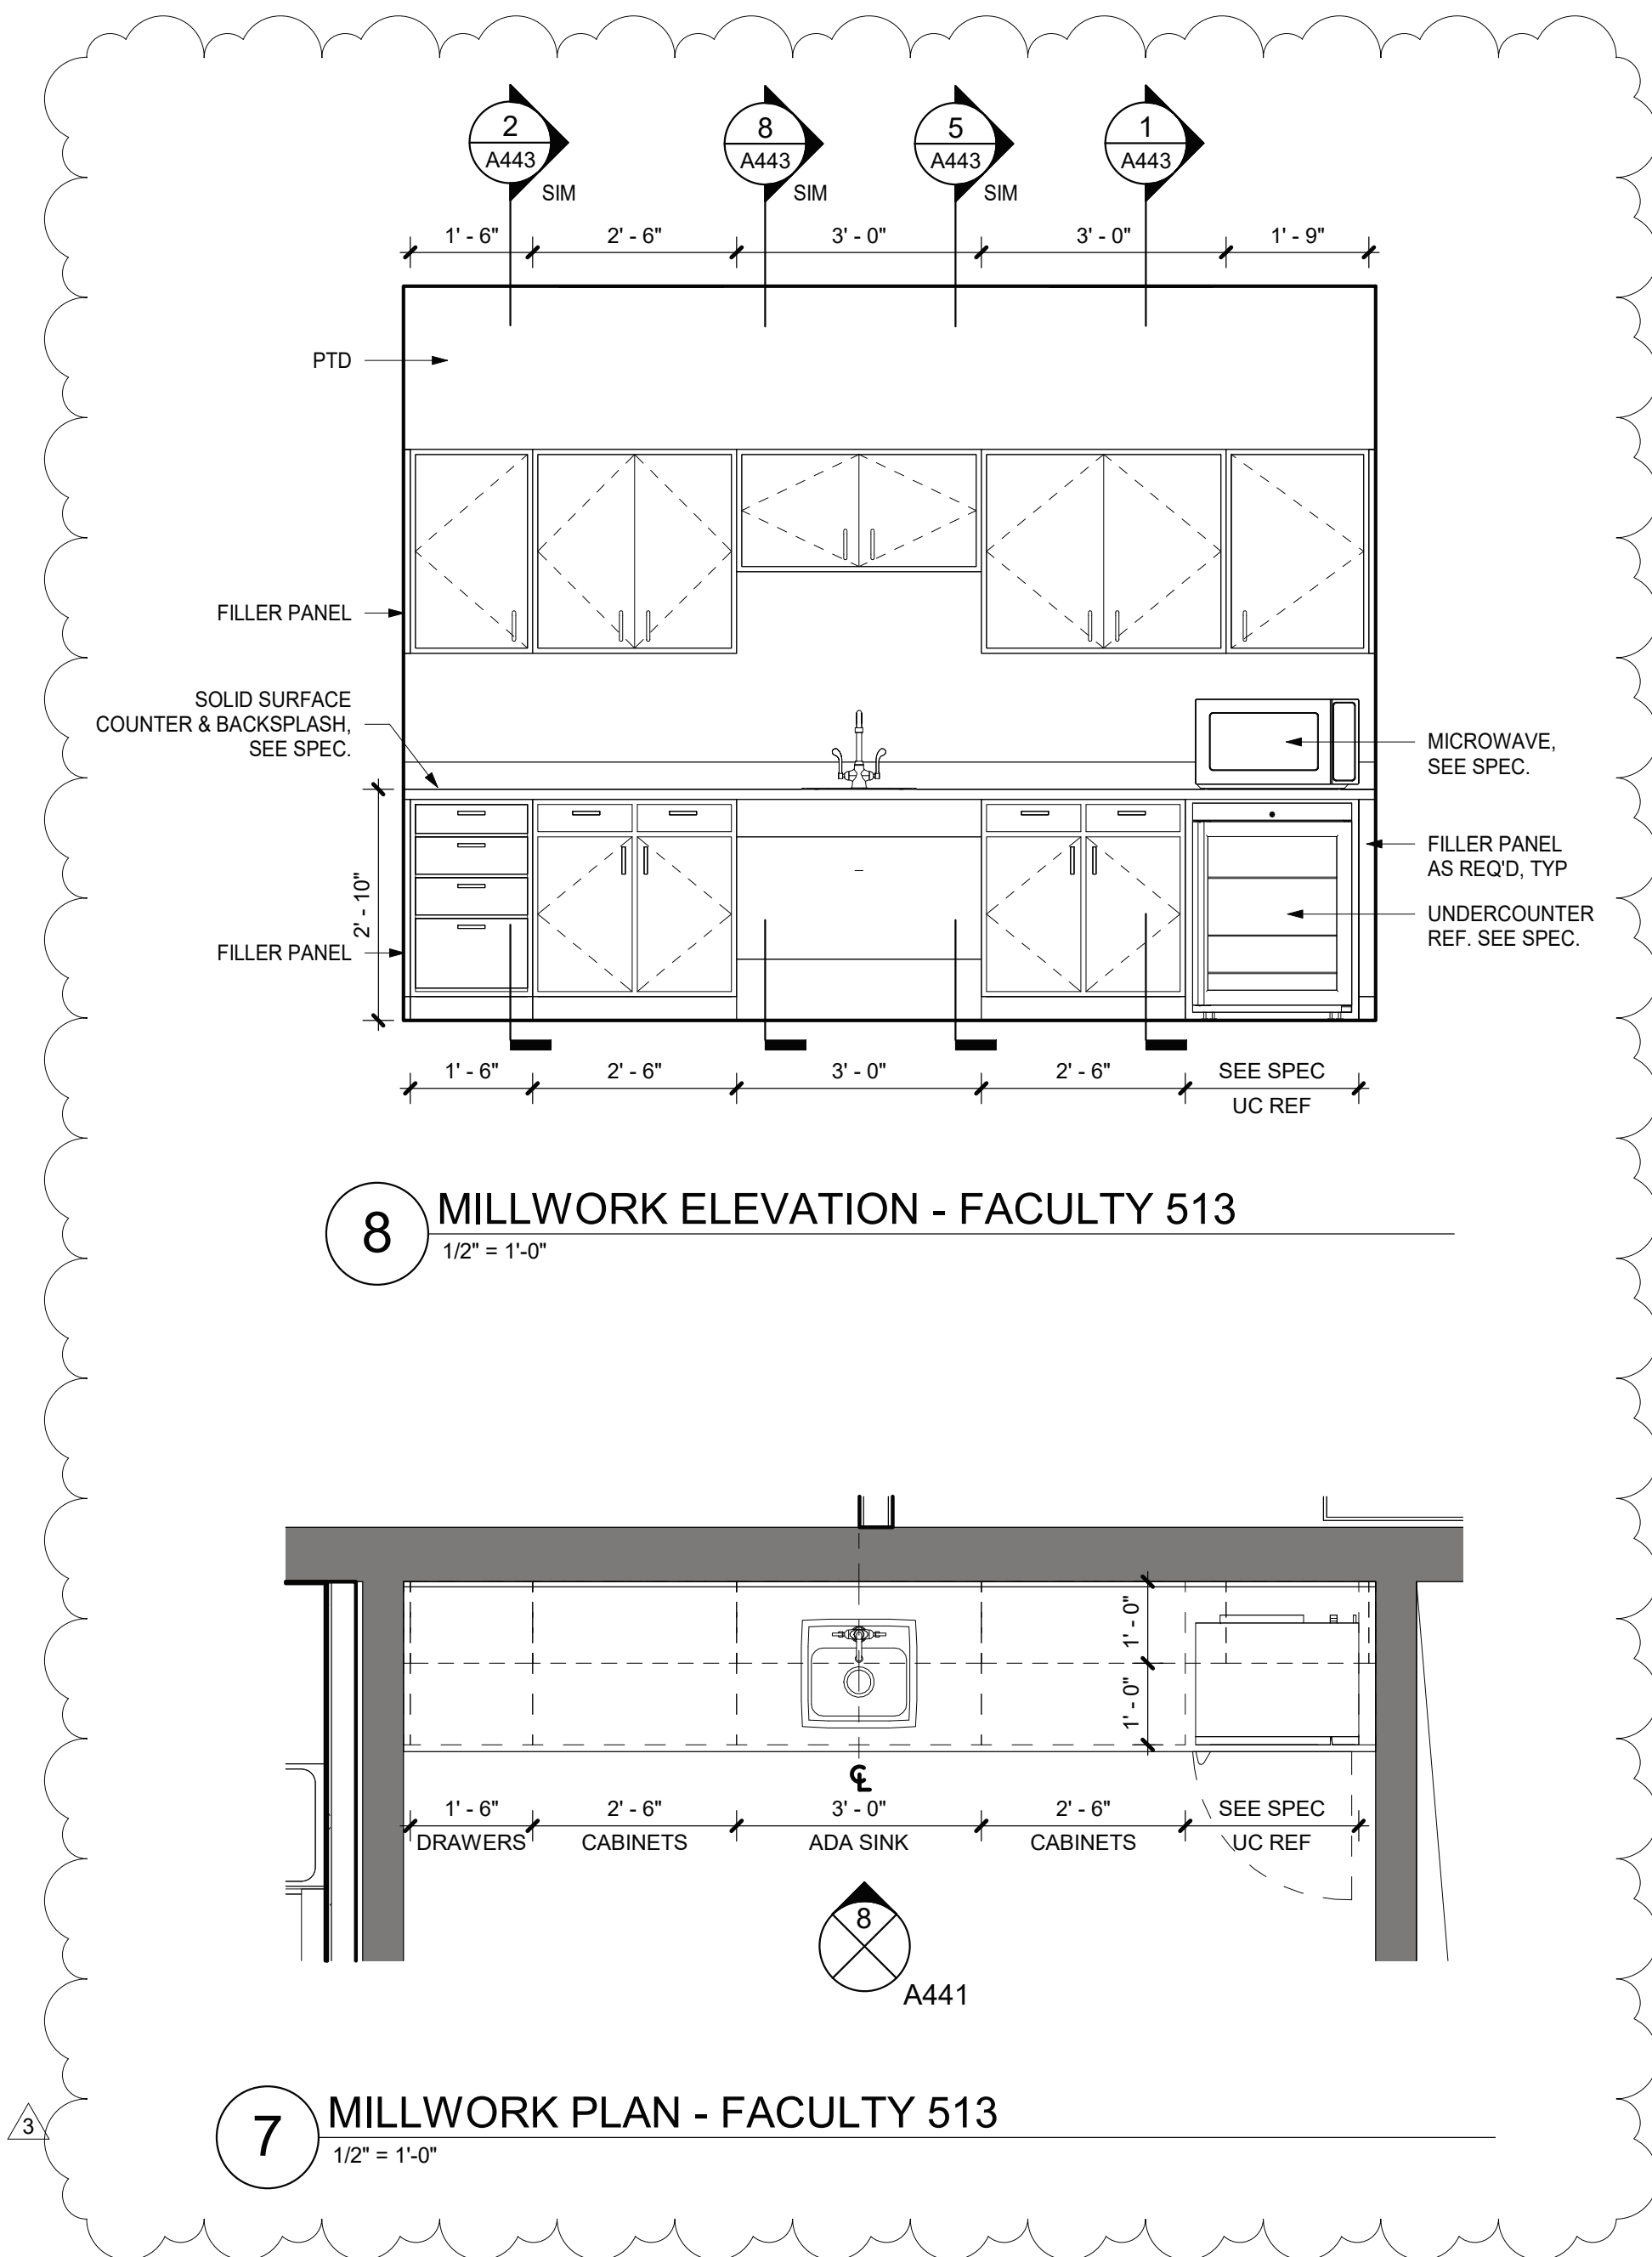 2
A443
SIM
8
A443
SIM
5
A443
SIM
1
A443
1' - 6"
2' - 6"
3' - 0"
3' - 0"
1' - 9"
PTD
FILLER PANEL
SOLID SURFACE
COUNTER & BACKSPLASH,
SEE SPEC.
MICROWAVE,
SEE SPEC.
2' - 10"
FILLER PANEL
AS REQ'D, TYP
UNDERCOUNTER
REF. SEE SPEC.
FILLER PANEL
1' - 6"
2' - 6"
3' - 0"
2' - 6"
SEE SPEC
UC REF
8
MILLWORK ELEVATION - FACULTY 513
1/2" = 1'-0"
1' - 0"
1' - 0"
CL
1' - 6"
2' - 6"
3' - 0"
2' - 6"
SEE SPEC
DRAWERS
CABINETS
ADA SINK
CABINETS
UC REF
8
A441
7
MILLWORK PLAN - FACULTY 513
1/2" = 1'-0"
3